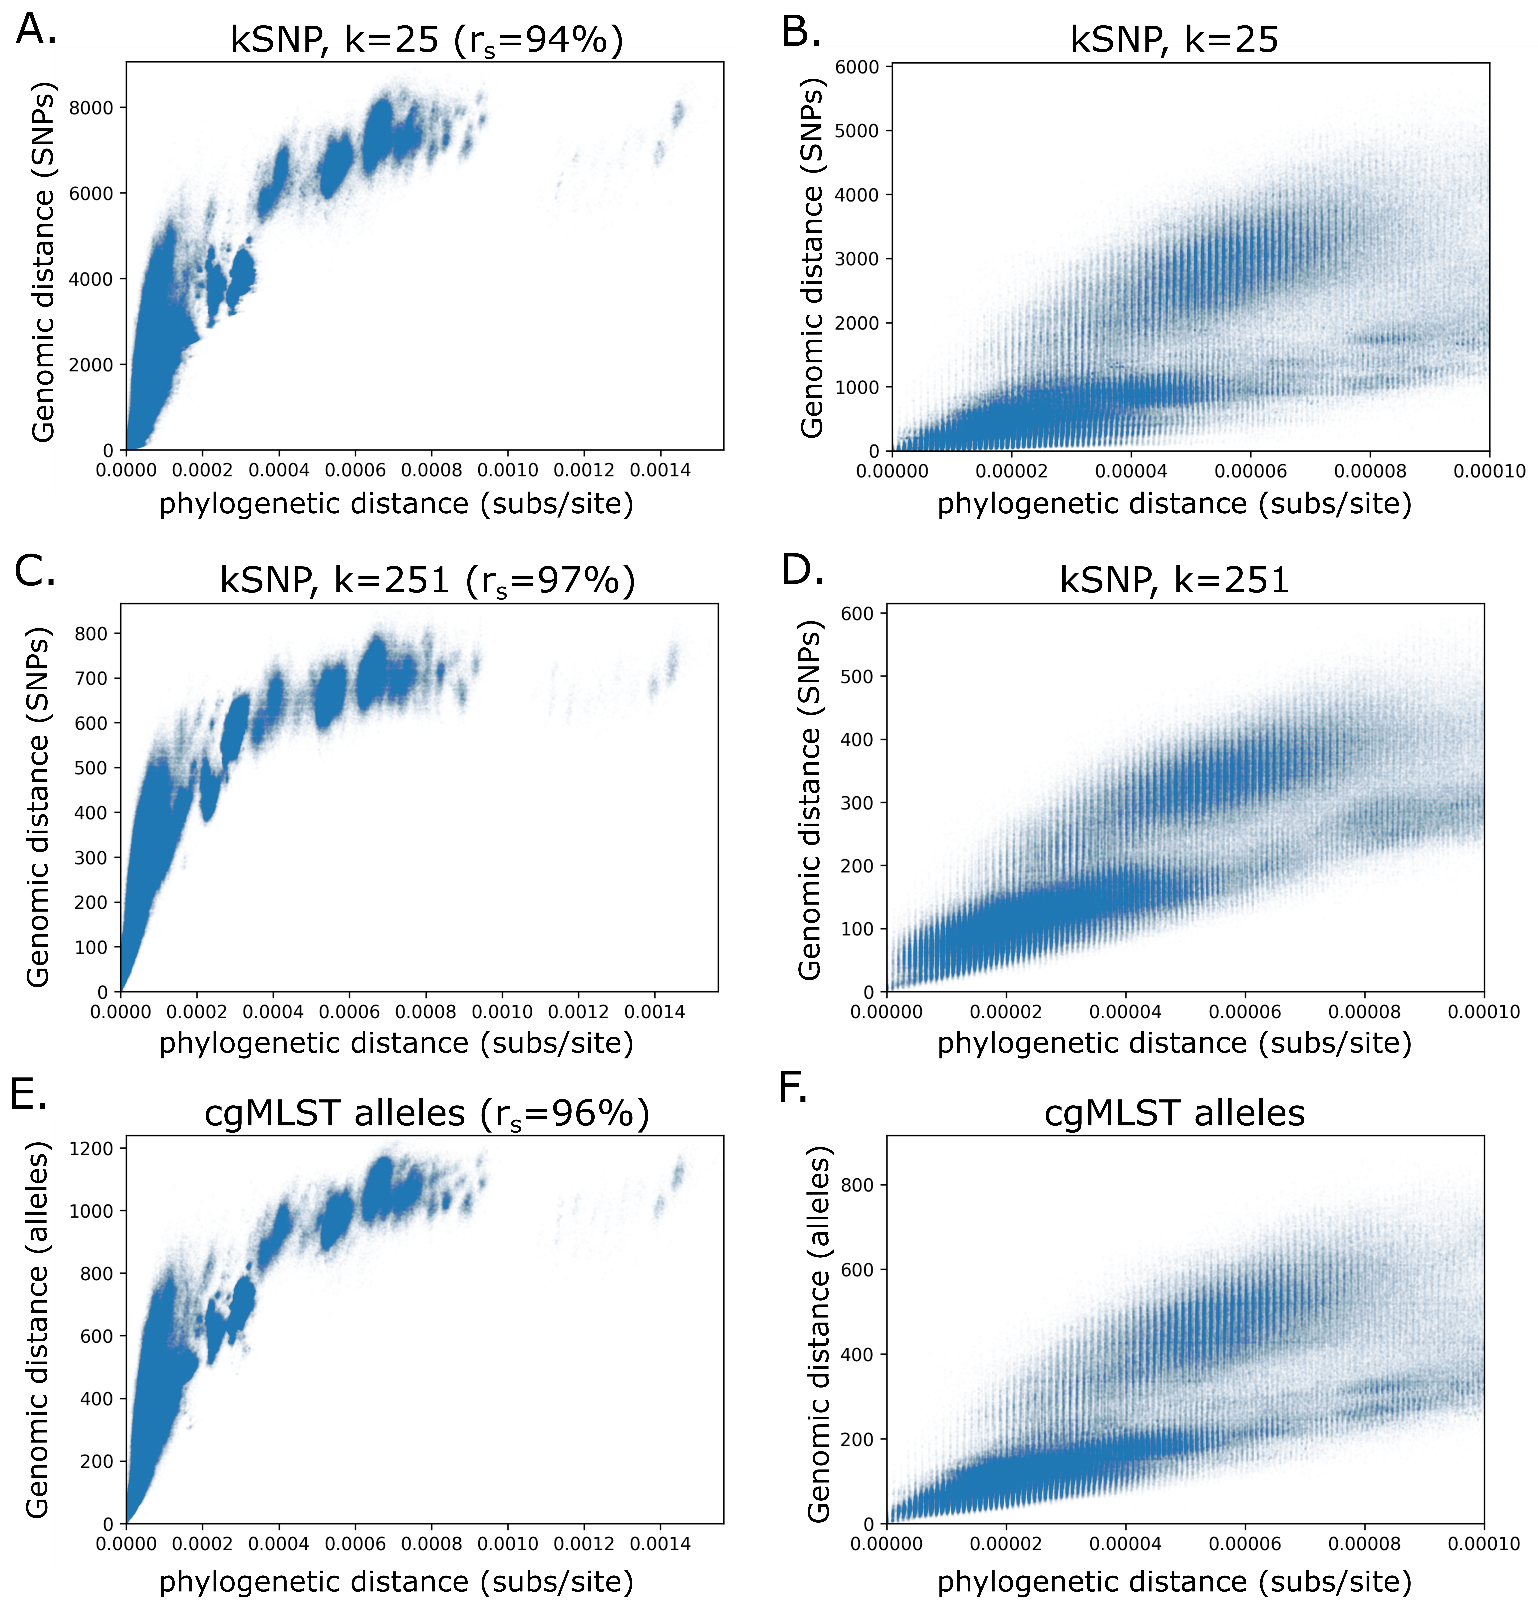 A.
kSNP, k=25 (rₛ=94%)
Genomic distance (SNPs)
8000
6000
4000
2000
0
0.0000 0.0002 0.0004 0.0006 0.0008 0.0010 0.0012 0.0014
phylogenetic distance (subs/site)
B.
kSNP, k=25
Genomic distance (SNPs)
6000
5000
4000
3000
2000
1000
0
0.00000 0.00002 0.00004 0.00006 0.00008 0.00010
phylogenetic distance (subs/site)
C.
kSNP, k=251 (rₛ=97%)
Genomic distance (SNPs)
800
700
600
500
400
300
200
100
0
0.0000 0.0002 0.0004 0.0006 0.0008 0.0010 0.0012 0.0014
phylogenetic distance (subs/site)
D.
kSNP, k=251
Genomic distance (SNPs)
600
500
400
300
200
100
0
0.00000 0.00002 0.00004 0.00006 0.00008 0.00010
phylogenetic distance (subs/site)
E.
cgMLST alleles (rₛ=96%)
Genomic distance (alleles)
1200
1000
800
600
400
200
0
0.0000 0.0002 0.0004 0.0006 0.0008 0.0010 0.0012 0.0014
phylogenetic distance (subs/site)
F.
cgMLST alleles
Genomic distance (alleles)
800
600
400
200
0
0.00000 0.00002 0.00004 0.00006 0.00008 0.00010
phylogenetic distance (subs/site)